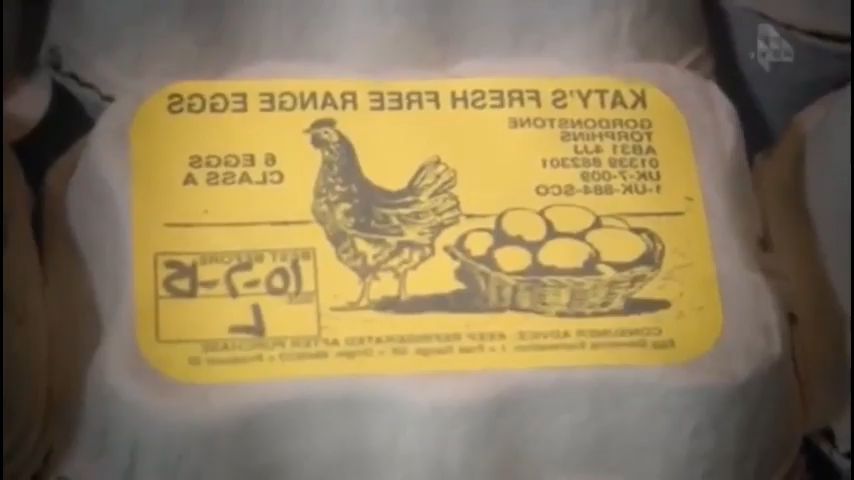 KATY'S FRESH FREE RANGE EGGS
GORDONSTONE
TORPHINS
AB31 4JJ
01339 882301
UK-7-009
1-UK-884-SCO
6 EGGS
CLASS A
BEST BEFORE
10-7-15
L
CONSUMER ADVICE: KEEP REFRIGERATED AFTER PURCHASE